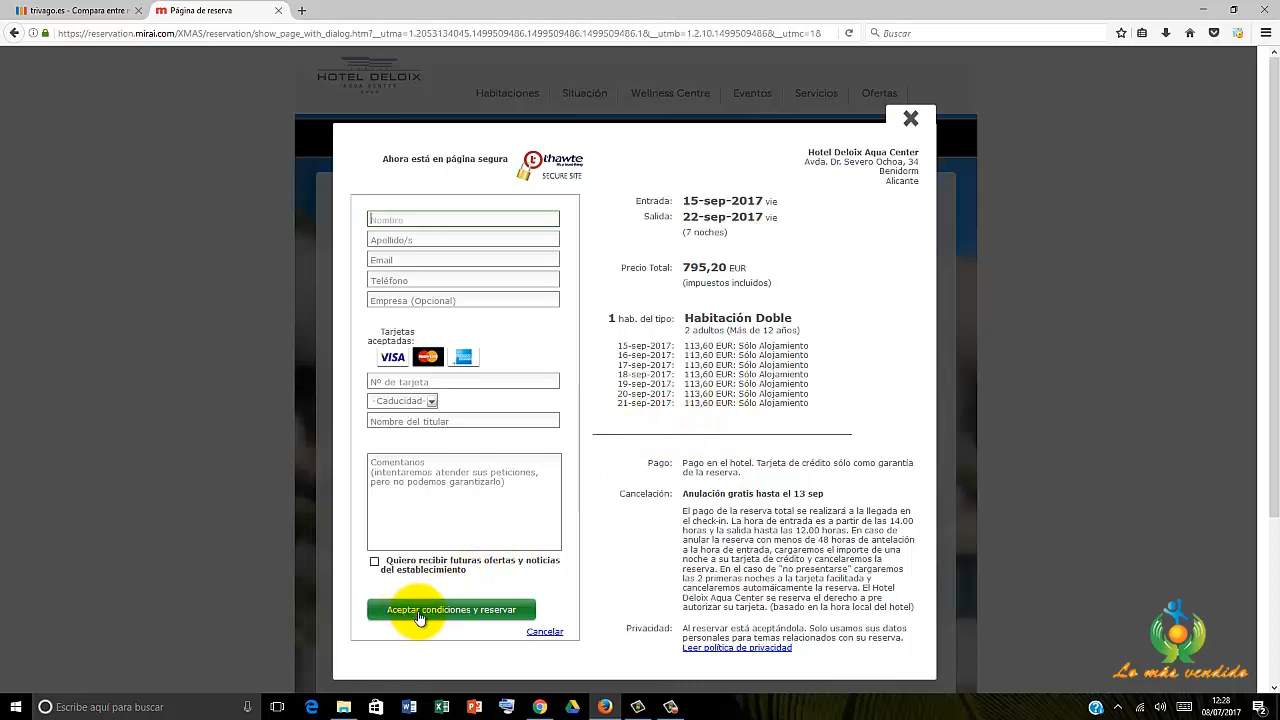 trivago.es - Compara entre m
Página de reserva
https://reservation.mirai.com/XMAS/reservation/show_page_with_dialog.htm?__utma=1.2053134045.1499509486.1499509486.1499509486.1&__utmb=1.2.10.1499509486&__utmc=1&
Buscar
HOTEL DELOIX
AQUA CENTER
Habitaciones
Situación
Wellness Centre
Eventos
Servicios
Ofertas
Ahora está en página segura
thawte
SECURE SITE
Hotel Deloix Aqua Center
Avda. Dr. Severo Ochoa, 34
Benidorm
Alicante
Nombre
Apellido/s
Email
Teléfono
Empresa (Opcional)
Tarjetas
aceptadas:
VISA
MasterCard
Nº de tarjeta
-Caducidad-
Nombre del titular
Comentarios
(intentaremos atender sus peticiones,
pero no podemos garantizarlo)
Quiero recibir futuras ofertas y noticias
del establecimiento
Aceptar condiciones y reservar
Cancelar
Entrada: 15-sep-2017 vie
Salida: 22-sep-2017 vie
(7 noches)
Precio Total: 795,20 EUR
(impuestos incluidos)
1 hab. del tipo: Habitación Doble
2 adultos (Más de 12 años)
15-sep-2017: 113,60 EUR: Sólo Alojamiento
16-sep-2017: 113,60 EUR: Sólo Alojamiento
17-sep-2017: 113,60 EUR: Sólo Alojamiento
18-sep-2017: 113,60 EUR: Sólo Alojamiento
19-sep-2017: 113,60 EUR: Sólo Alojamiento
20-sep-2017: 113,60 EUR: Sólo Alojamiento
21-sep-2017: 113,60 EUR: Sólo Alojamiento
Pago: Pago en el hotel. Tarjeta de crédito sólo como garantía
de la reserva.
Cancelación: Anulación gratis hasta el 13 sep
El pago de la reserva total se realizará a la llegada en
el check-in. La hora de entrada es a partir de las 14.00
horas y la salida hasta las 12.00 horas. En caso de
anular la reserva con menos de 48 horas de antelación
a la hora de entrada, cargaremos el importe de una
noche a su tarjeta de crédito y cancelaremos la
reserva. En el caso de "no presentarse" cargaremos
las 2 primeras noches a la tarjeta facilitada y
cancelaremos automáicamente la reserva. El Hotel
Deloix Aqua Center se reserva el derecho a pre
autorizar su tarjeta. (basado en la hora local del hotel)
Privacidad: Al reservar está aceptándola. Solo usamos sus datos
personales para temas relacionados con su reserva.
Leer política de privacidad
Lo más vendido
Escribe aquí para buscar
12:28
08/07/2017